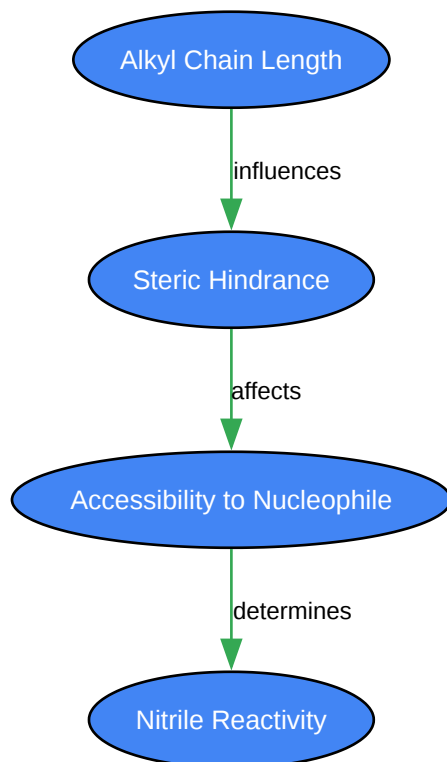 Alkyl Chain Length
influences
Steric Hindrance
affects
Accessibility to Nucleophile
determines
Nitrile Reactivity